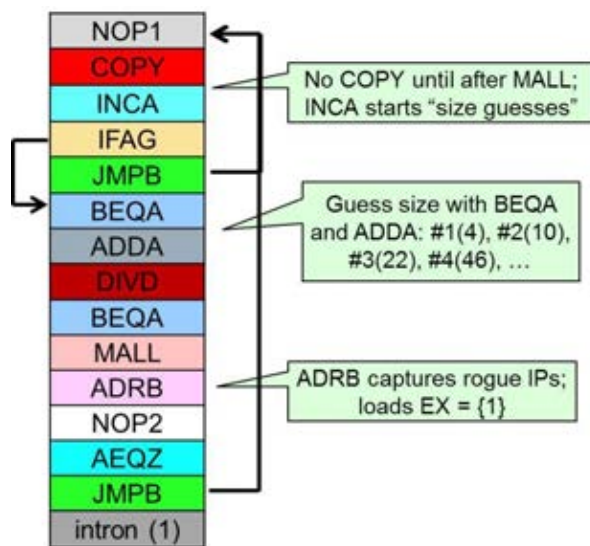 NOP1
COPY
INCA
IFAG
JMPB
BEQA
ADDA
DIVD
BEQA
MALL
ADRB
NOP2
AEQZ
JMPB
intron (1)
No COPY until after MALL;
INCA starts “size guesses”
Guess size with BEQA
and ADDA: #1(4), #2(10),
#3(22), #4(46), ...
ADRB captures rogue IPs;
loads EX = {1}